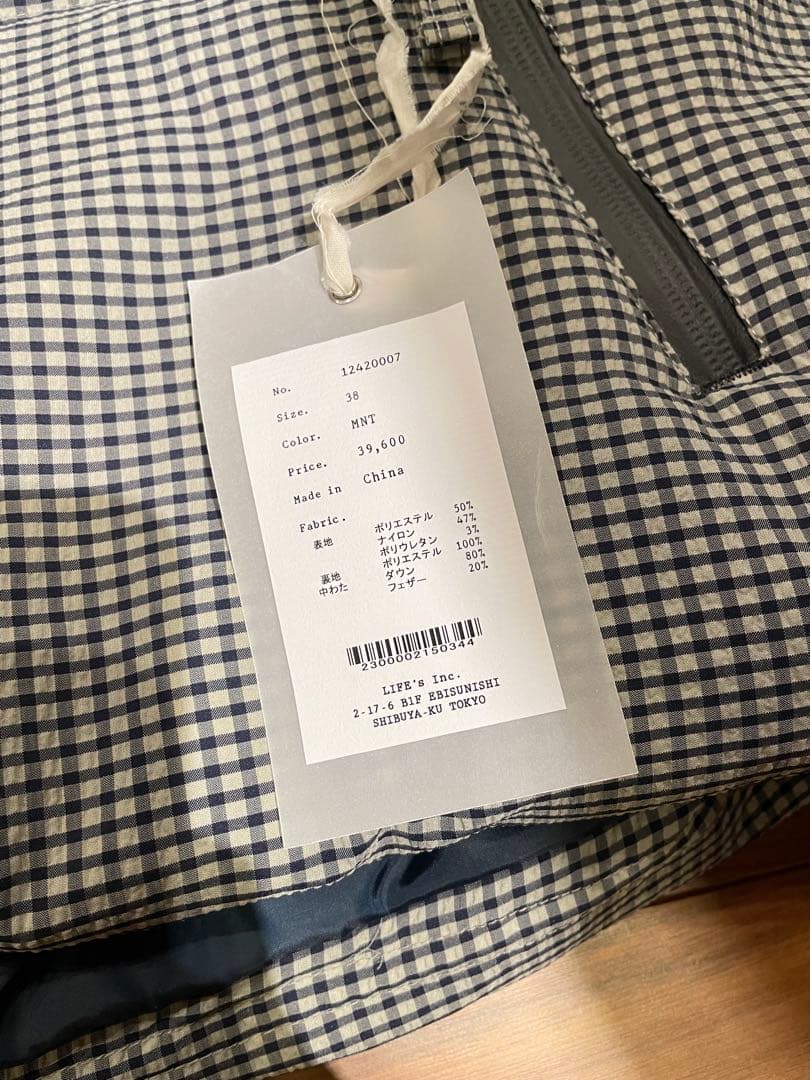 No. 12420007
Size. 38
Color. MNT
Price. 39,600
Made in China
Fabric.
表地 ポリエステル 50%
ナイロン 47%
ポリウレタン 3%
裏地 ポリエステル 100%
中わた ダウン 80%
フェザー 20%
2300002150344
LIFE's Inc.
2-17-6 B1F EBISUNISHI
SHIBUYA-KU TOKYO